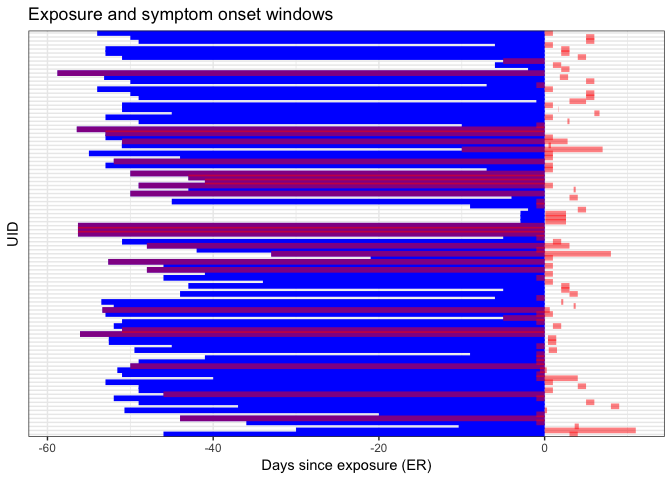 Exposure and symptom onset windows
UID
-60
-40
-20
0
Days since exposure (ER)